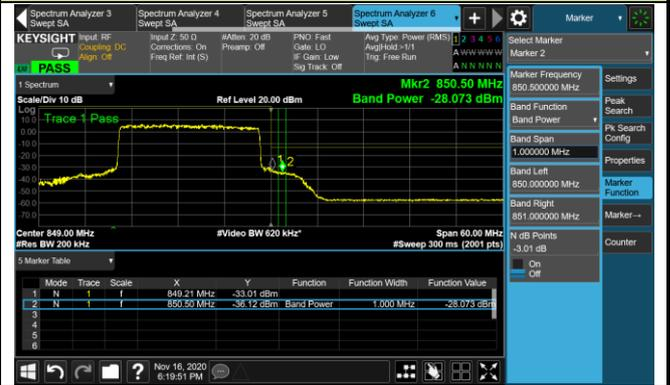 Spectrum Analyzer 3 Swept SA
Spectrum Analyzer 4 Swept SA
Spectrum Analyzer 5 Swept SA
Spectrum Analyzer 6 Swept SA
Marker
KEYSIGHT
Input: RF
Coupling: DC
Align: Off
Input Z: 50 Ω
Corrections: On
Freq Ref: Int (S)
#Atten: 20 dB
Preamp: Off
PNO: Fast
Gate: LO
IF Gain: Low
Sig Track: Off
Avg Type: Power (RMS)
Avg|Hold:>1/1
Trig: Free Run
1 2 3 4 5 6
A W W W W W
A N N N N N
PASS
1 Spectrum
Scale/Div 10 dB
Ref Level 20.00 dBm
Mkr2 850.50 MHz
Band Power -28.073 dBm
Log
Trace 1 Pass
10.0
0.00
-10.0
-20.0
-30.0
-40.0
-50.0
-60.0
-70.0
1
2
Center 849.00 MHz
#Res BW 200 kHz
#Video BW 620 kHz*
Span 60.00 MHz
#Sweep 300 ms (2001 pts)
5 Marker Table
Mode Trace Scale X Y Function Function Width Function Value
1 N 1 f 849.21 MHz -33.01 dBm
2 N 1 f 850.50 MHz -36.12 dBm Band Power 1.000 MHz -28.073 dBm
3
4
5
6
Nov 16, 2020
6:19:51 PM
Select Marker
Marker 2
Marker Frequency
850.500000 MHz
Band Function
Band Power
Band Span
1.000000 MHz
Band Left
850.000000 MHz
Band Right
851.000000 MHz
N dB Points
-3.01 dB
On
Off
Settings
Peak Search
Pk Search Config
Properties
Marker Function
Marker→
Counter